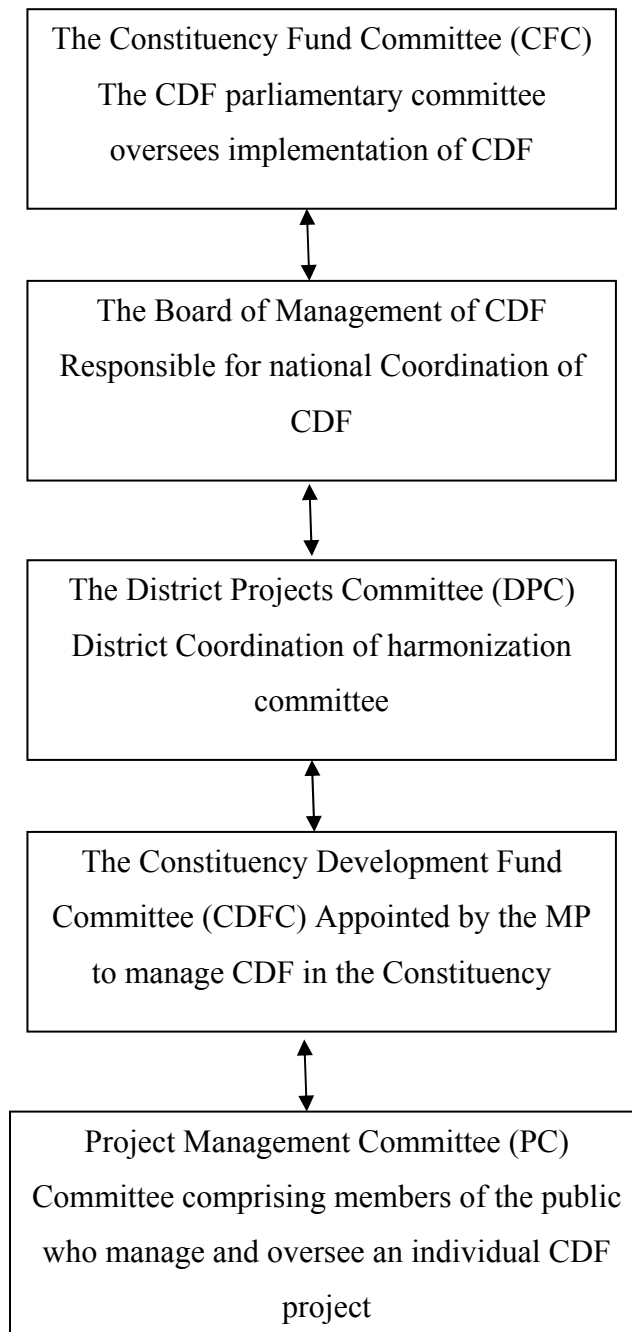 The Constituency Fund Committee (CFC)
The CDF parliamentary committee
oversees implementation of CDF
The Board of Management of CDF
Responsible for national Coordination of
CDF
The District Projects Committee (DPC)
District Coordination of harmonization
committee
The Constituency Development Fund
Committee (CDFC) Appointed by the MP
to manage CDF in the Constituency
Project Management Committee (PC)
Committee comprising members of the public
who manage and oversee an individual CDF
project